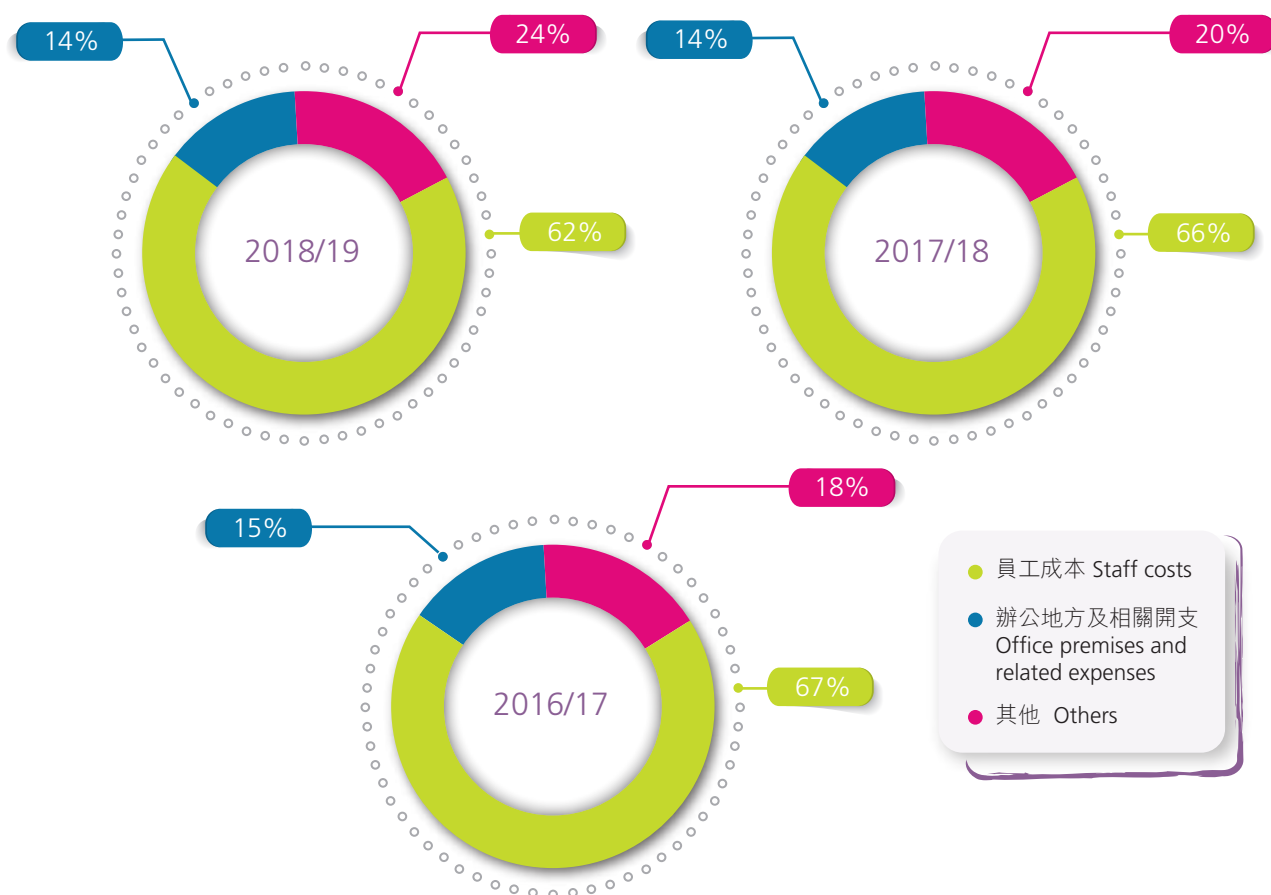 14%
24%
62%
2018/19
14%
20%
66%
2017/18
15%
18%
67%
2016/17
員工成本 Staff costs
辦公地方及相關開支
Office premises and
related expenses
其他 Others